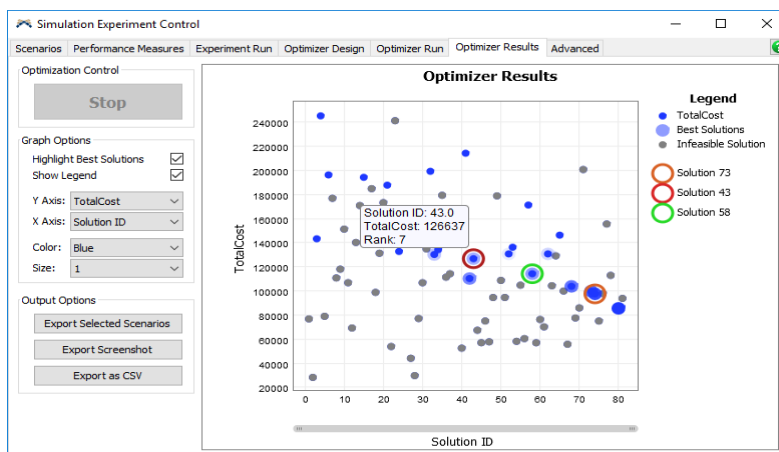 Simulation Experiment Control
Scenarios Performance Measures Experiment Run Optimizer Design Optimizer Run Optimizer Results Advanced
Optimization Control
Stop
Graph Options
Highlight Best Solutions
Show Legend
Y Axis: TotalCost
X Axis: Solution ID
Color: Blue
Size: 1
Output Options
Export Selected Scenarios
Export Screenshot
Export as CSV
Optimizer Results
TotalCost
240000
220000
200000
180000
160000
140000
120000
100000
80000
60000
40000
20000
Solution ID: 43.0
TotalCost: 126637
Rank: 7
0 10 20 30 40 50 60 70 80
Solution ID
Legend
TotalCost
Best Solutions
Infeasible Solution
Solution 73
Solution 43
Solution 58